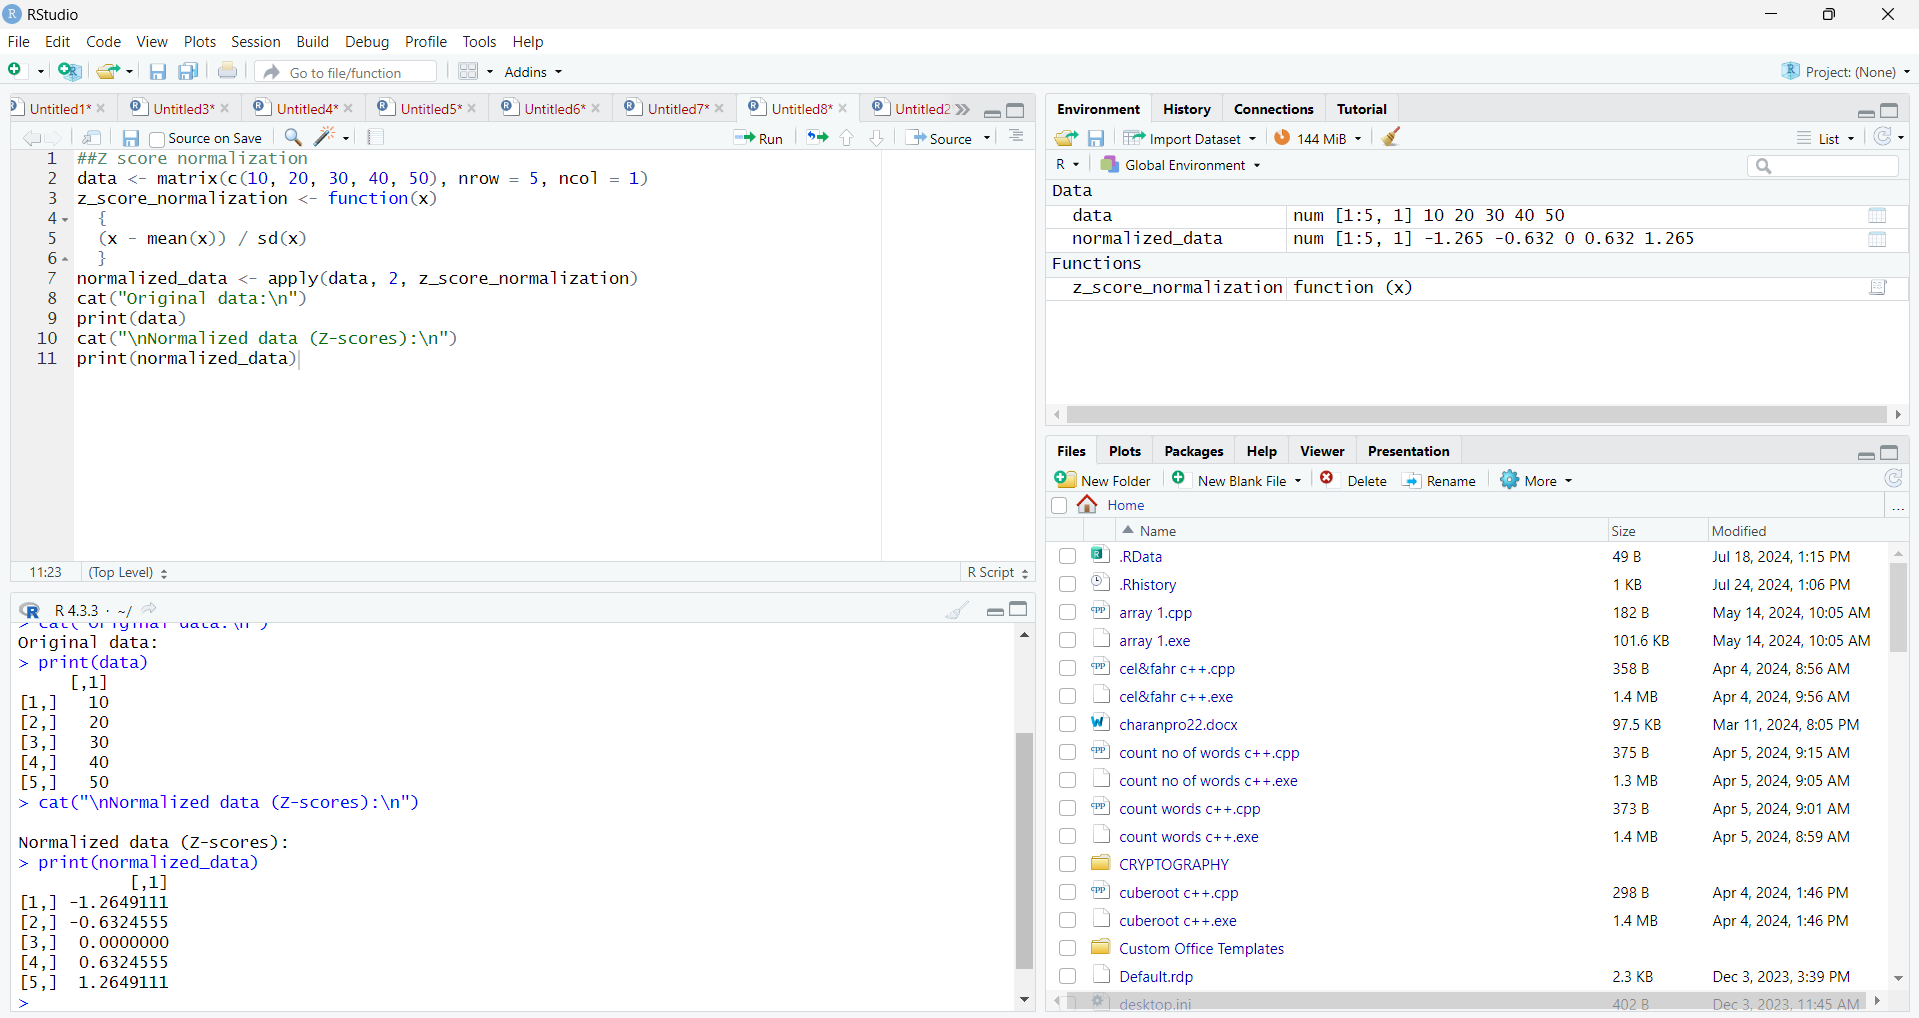 RStudio
File Edit Code View Plots Session Build Debug Profile Tools Help
Go to file/function Addins Project: (None)
Untitled1* Untitled3* Untitled4* Untitled5* Untitled6* Untitled7* Untitled8* Untitled2
Source on Save Run Source
1 ##Z score normalization
2 data <- matrix(c(10, 20, 30, 40, 50), nrow = 5, ncol = 1)
3 z_score_normalization <- function(x)
4 {
5 (x - mean(x)) / sd(x)
6 }
7 normalized_data <- apply(data, 2, z_score_normalization)
8 cat("Original data:\n")
9 print(data)
10 cat("\nNormalized data (Z-scores):\n")
11 print(normalized_data)
11:23 (Top Level) R Script
R 4.3.3 · ~/
> cat("Original data:\n")
Original data:
> print(data)
[,1]
[1,] 10
[2,] 20
[3,] 30
[4,] 40
[5,] 50
> cat("\nNormalized data (Z-scores):\n")
Normalized data (Z-scores):
> print(normalized_data)
[,1]
[1,] -1.2649111
[2,] -0.6324555
[3,] 0.0000000
[4,] 0.6324555
[5,] 1.2649111
>
Environment History Connections Tutorial
Import Dataset 144 MiB List
R Global Environment
Data
data num [1:5, 1] 10 20 30 40 50
normalized_data num [1:5, 1] -1.265 -0.632 0 0.632 1.265
Functions
z_score_normalization function (x)
Files Plots Packages Help Viewer Presentation
New Folder New Blank File Delete Rename More
Home ...
Name Size Modified
.RData 49 B Jul 18, 2024, 1:15 PM
.Rhistory 1 KB Jul 24, 2024, 1:06 PM
array 1.cpp 182 B May 14, 2024, 10:05 AM
array 1.exe 101.6 KB May 14, 2024, 10:05 AM
cel&fahr c++.cpp 358 B Apr 4, 2024, 8:56 AM
cel&fahr c++.exe 1.4 MB Apr 4, 2024, 9:56 AM
charanpro22.docx 97.5 KB Mar 11, 2024, 8:05 PM
count no of words c++.cpp 375 B Apr 5, 2024, 9:15 AM
count no of words c++.exe 1.3 MB Apr 5, 2024, 9:05 AM
count words c++.cpp 373 B Apr 5, 2024, 9:01 AM
count words c++.exe 1.4 MB Apr 5, 2024, 8:59 AM
CRYPTOGRAPHY
cuberoot c++.cpp 298 B Apr 4, 2024, 1:46 PM
cuberoot c++.exe 1.4 MB Apr 4, 2024, 1:46 PM
Custom Office Templates
Default.rdp 2.3 KB Dec 3, 2023, 3:39 PM
desktop.ini 402 B Dec 3, 2023, 11:45 AM